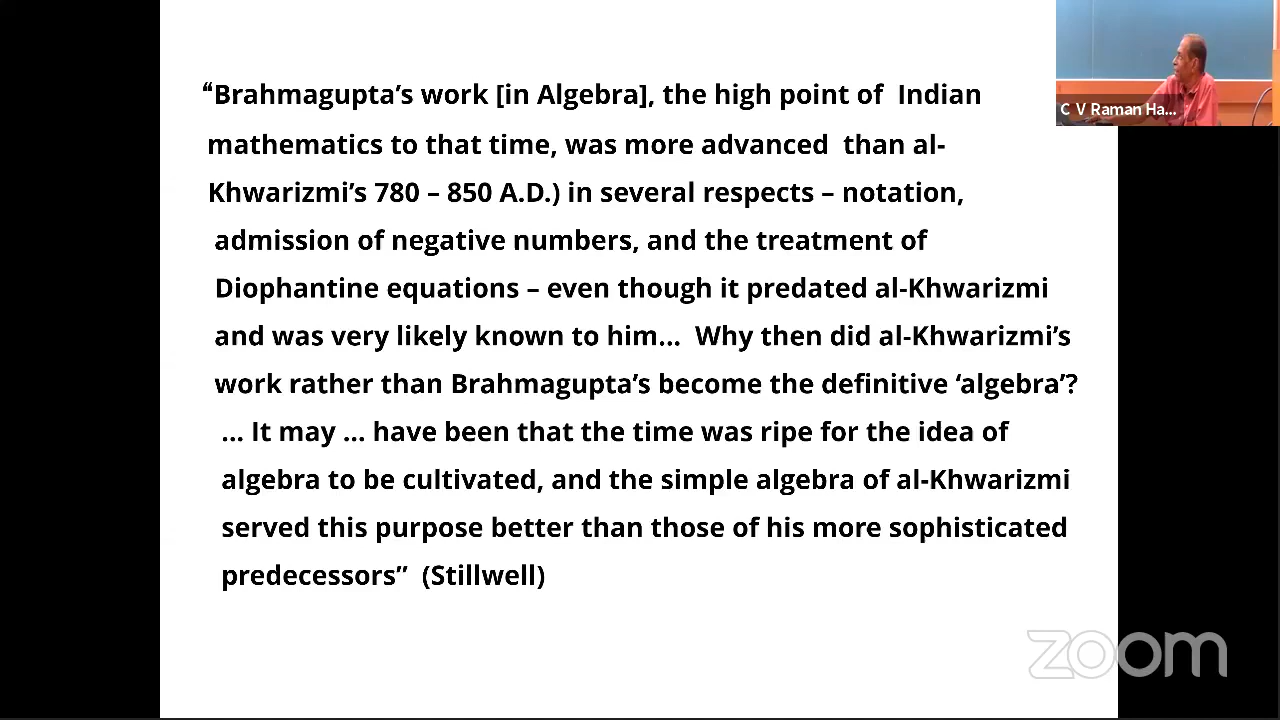 “Brahmagupta’s work [in Algebra], the high point of Indian
mathematics to that time, was more advanced than al-
Khwarizmi’s 780 – 850 A.D.) in several respects – notation,
admission of negative numbers, and the treatment of
Diophantine equations – even though it predated al-Khwarizmi
and was very likely known to him... Why then did al-Khwarizmi’s
work rather than Brahmagupta’s become the definitive ‘algebra’?
... It may ... have been that the time was ripe for the idea of
algebra to be cultivated, and the simple algebra of al-Khwarizmi
served this purpose better than those of his more sophisticated
predecessors” (Stillwell)
C V Raman Ha...
zoom